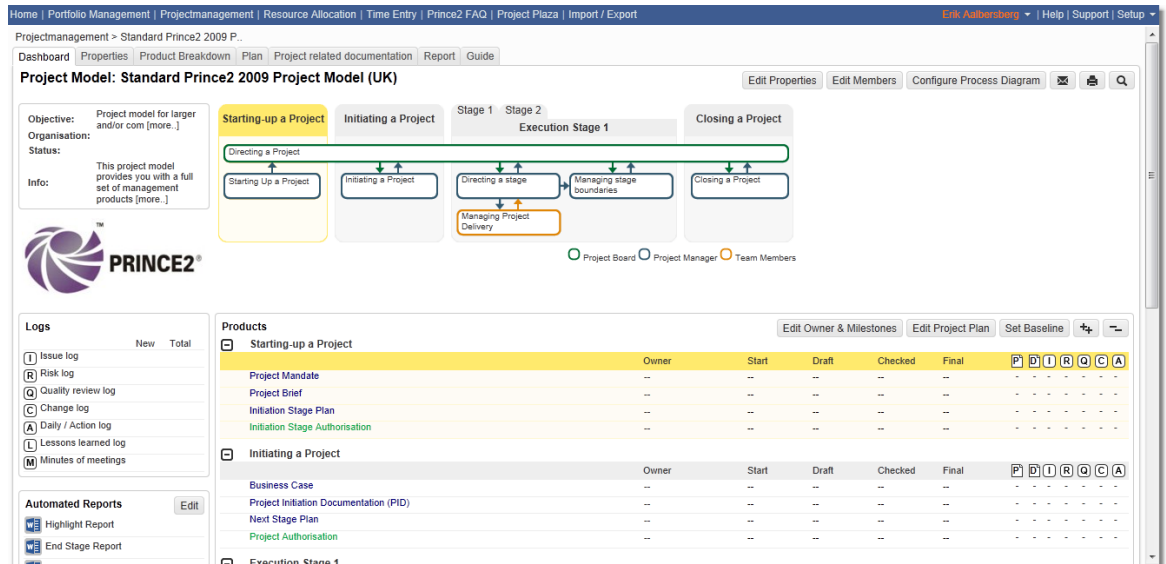 Home | Portfolio Management | Projectmanagement | Resource Allocation | Time Entry | Prince2 FAQ | Project Plaza | Import / Export
Erik Aalbersberg | Help | Support | Setup
Projectmanagement > Standard Prince2 2009 P..
Dashboard Properties Product Breakdown Plan Project related documentation Report Guide
Project Model: Standard Prince2 2009 Project Model (UK)
Edit Properties Edit Members Configure Process Diagram
Objective: Project model for larger
and/or com [more..]
Organisation:
Status:
Info: This project model
provides you with a full
set of management
products [more..]
Starting-up a Project
Initiating a Project
Stage 1 Stage 2
Execution Stage 1
Closing a Project
Directing a Project
Starting Up a Project
Initiating a Project
Directing a stage
Managing stage
boundaries
Closing a Project
Managing Project
Delivery
Project Board Project Manager Team Members
PRINCE2®
TM
Logs
New Total
I Issue log
R Risk log
Q Quality review log
C Change log
A Daily / Action log
L Lessons learned log
M Minutes of meetings
Automated Reports Edit
Highlight Report
End Stage Report
Products
Edit Owner & Milestones Edit Project Plan Set Baseline
Starting-up a Project
Owner Start Draft Checked Final P D I R Q C A
Project Mandate -- -- -- -- -- - - - - - - -
Project Brief -- -- -- -- -- - - - - - - -
Initiation Stage Plan -- -- -- -- -- - - - - - - -
Initiation Stage Authorisation -- -- -- -- -- - - - - - - -
Initiating a Project
Owner Start Draft Checked Final P D I R Q C A
Business Case -- -- -- -- -- - - - - - - -
Project Initiation Documentation (PID) -- -- -- -- -- - - - - - - -
Next Stage Plan -- -- -- -- -- - - - - - - -
Project Authorisation -- -- -- -- -- - - - - - - -
Execution Stage 1